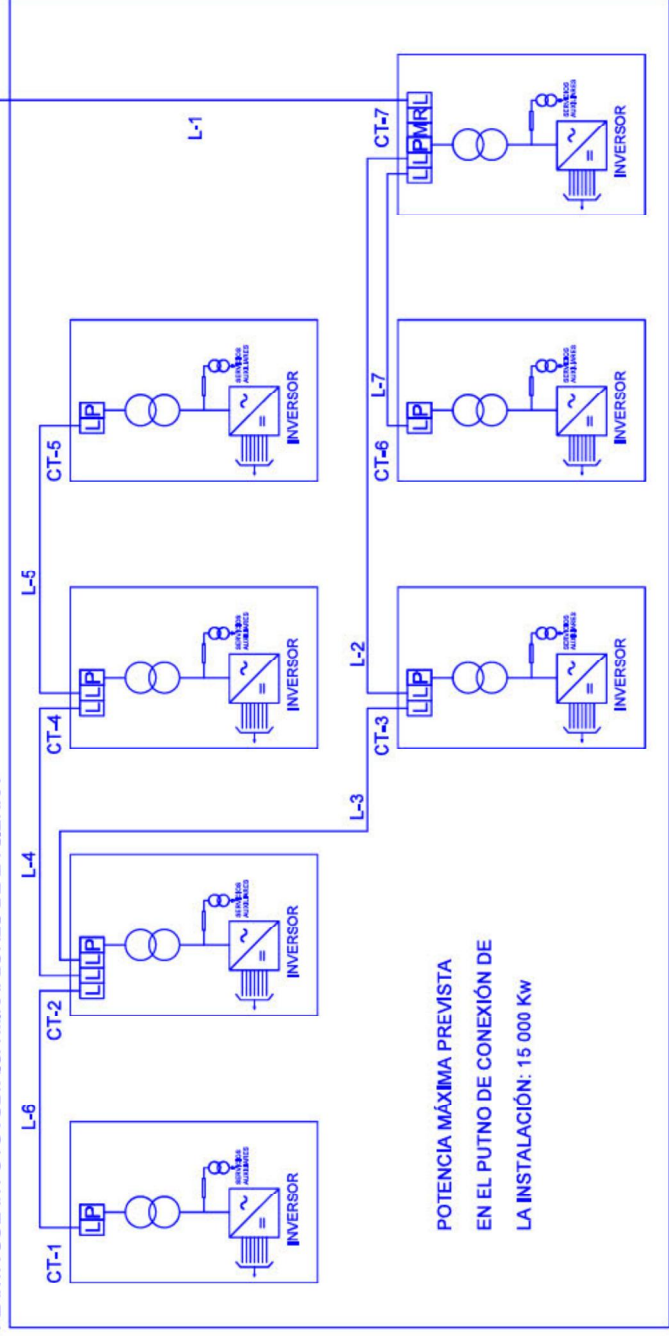 L-1
L-6
L-4
L-5
CT-1
LP
SERVICIOS
AUXILIARES
INVERSOR
CT-2
LLLP
SERVICIOS
AUXILIARES
INVERSOR
CT-4
LLP
SERVICIOS
AUXILIARES
INVERSOR
CT-5
LP
SERVICIOS
AUXILIARES
INVERSOR
L-3
L-2
L-7
CT-3
LLP
SERVICIOS
AUXILIARES
INVERSOR
CT-6
LP
SERVICIOS
AUXILIARES
INVERSOR
CT-7
LLPMRL
SERVICIOS
AUXILIARES
INVERSOR
POTENCIA MÁXIMA PREVISTA
EN EL PUTNO DE CONEXIÓN DE
LA INSTALACIÓN: 15 000 Kw